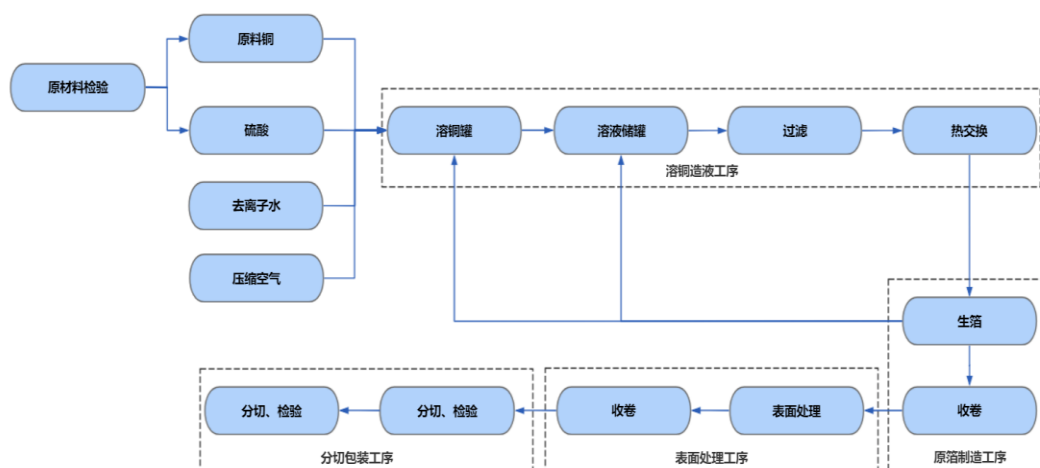 原料铜
原材料检验
硫酸
溶铜罐
溶液储罐
过滤
热交换
溶铜造液工序
去离子水
压缩空气
生箔
分切、检验
分切、检验
收卷
表面处理
收卷
分切包装工序
表面处理工序
原箔制造工序